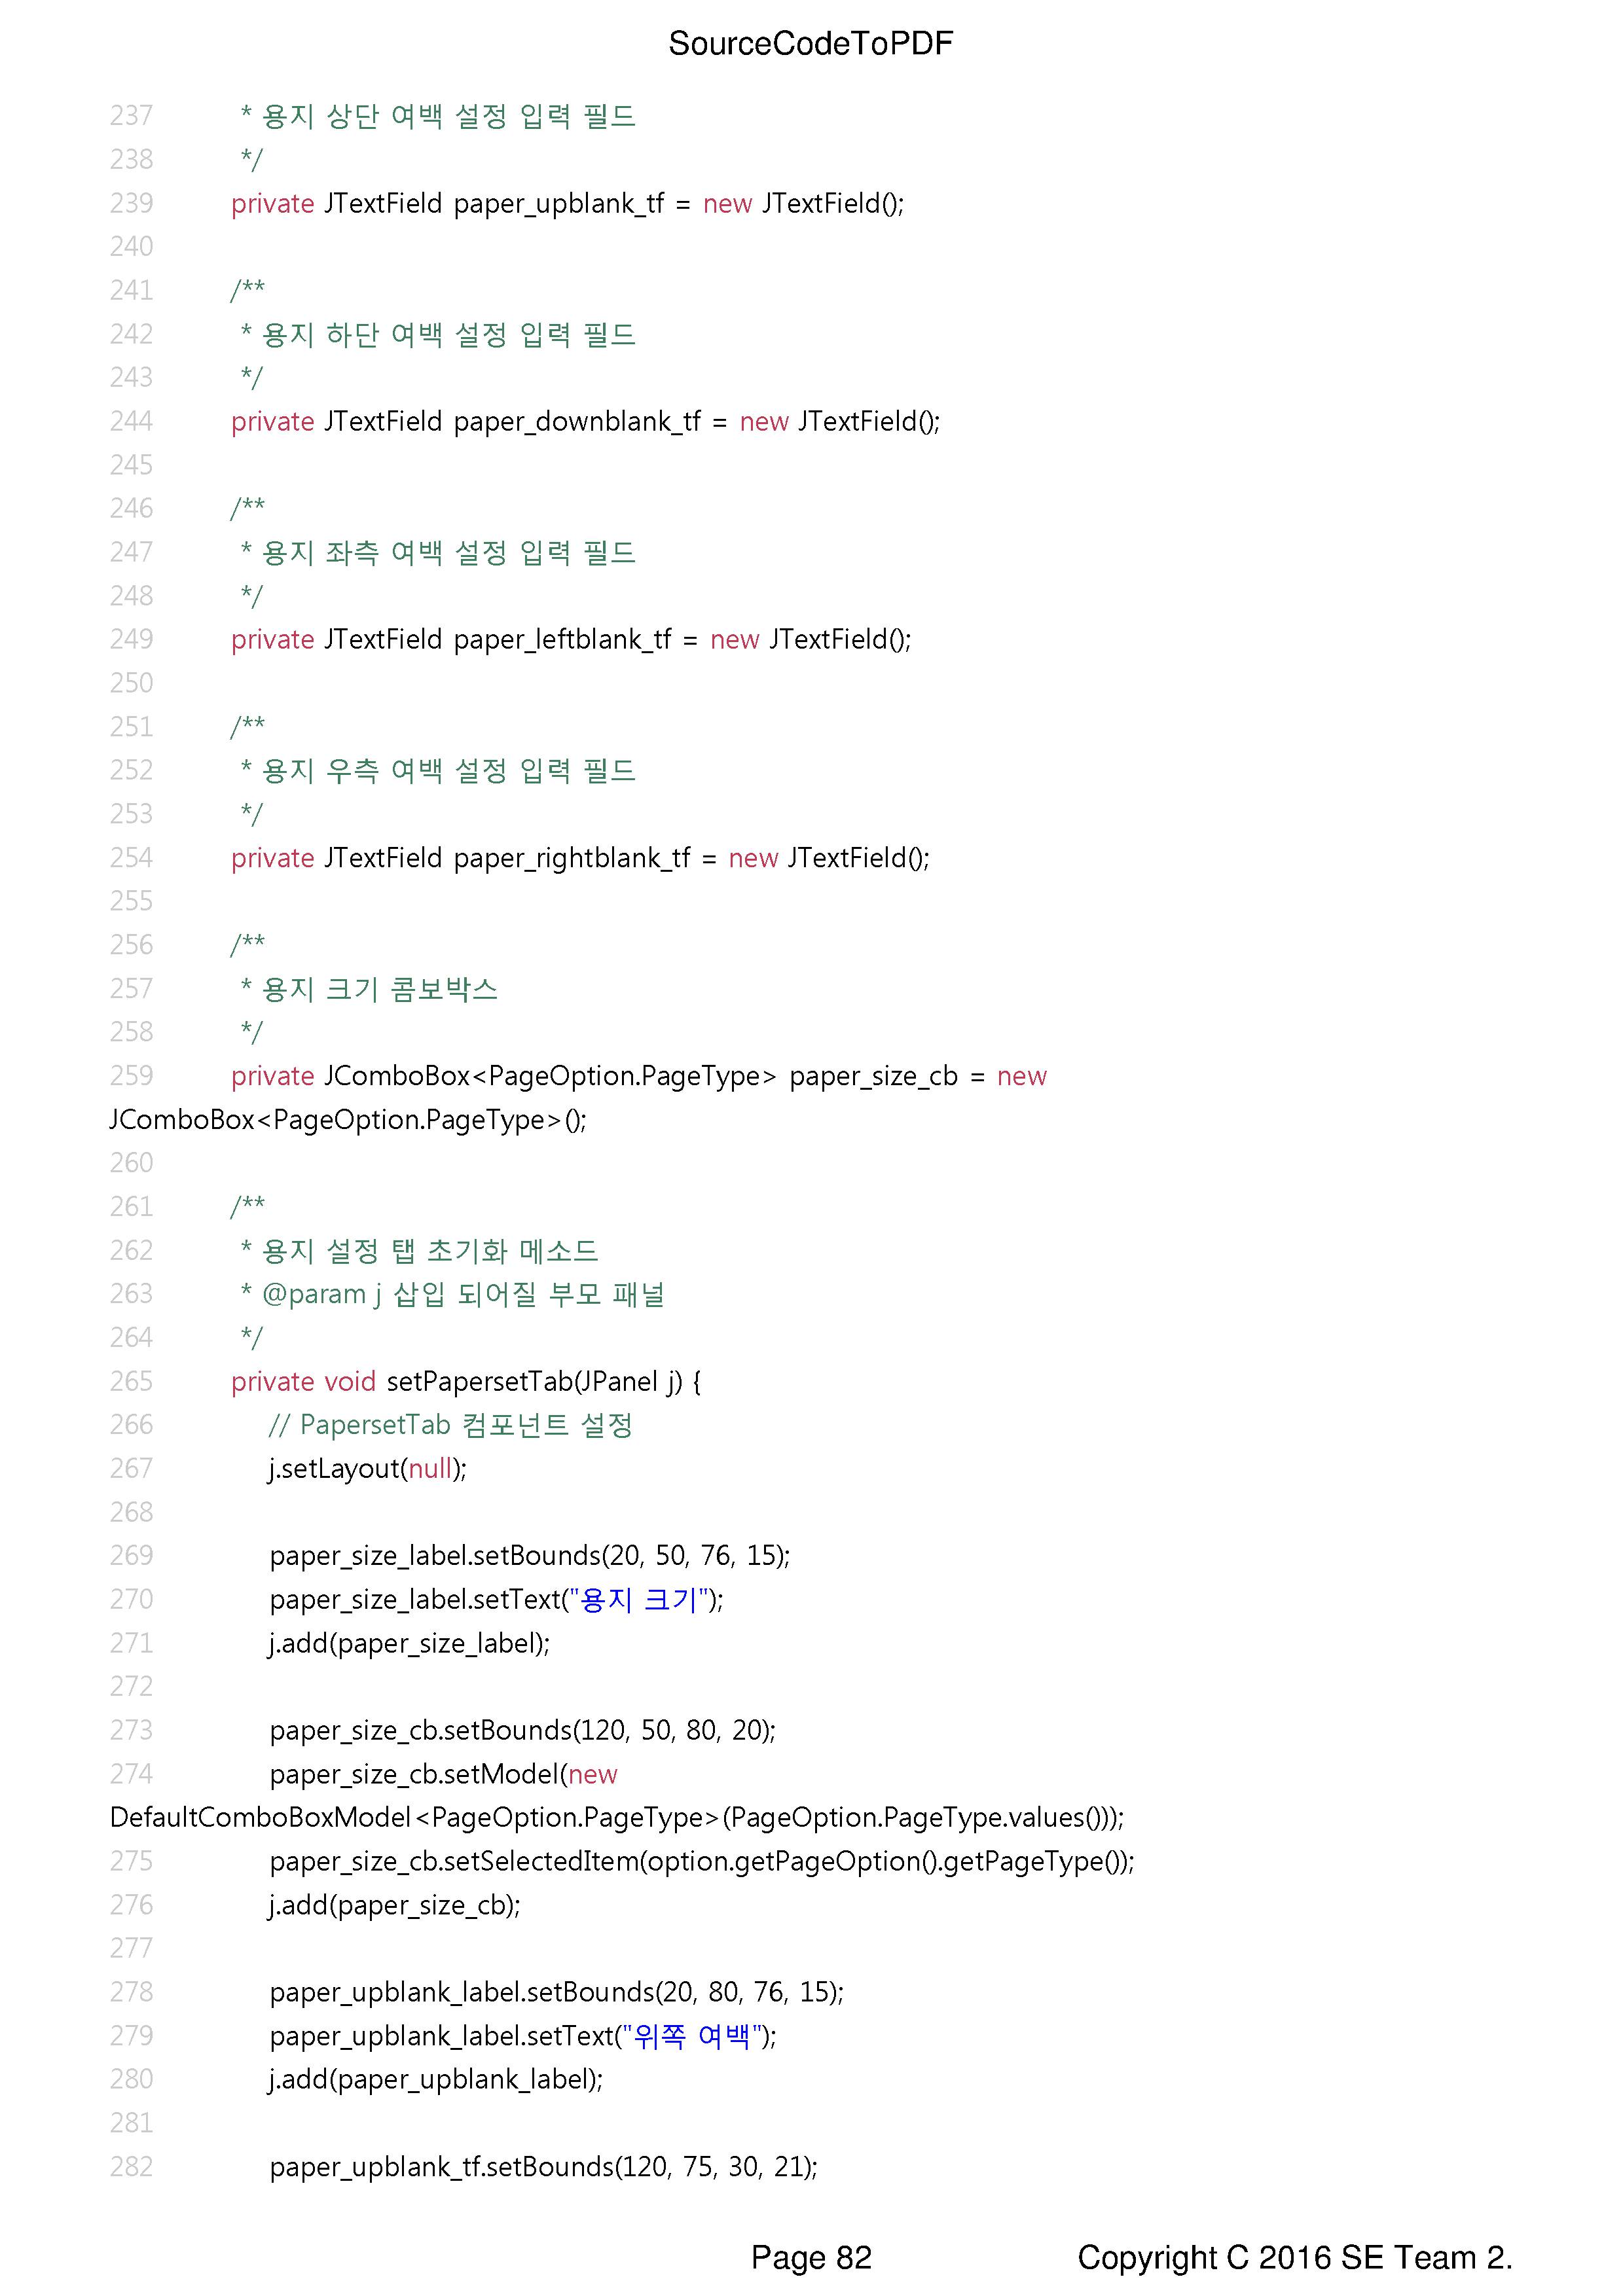 SourceCodeToPDF
237 * 용지 상단 여백 설정 입력 필드
238 */
239 private JTextField paper_upblank_tf = new JTextField();
240
241 /**
242 * 용지 하단 여백 설정 입력 필드
243 */
244 private JTextField paper_downblank_tf = new JTextField();
245
246 /**
247 * 용지 좌측 여백 설정 입력 필드
248 */
249 private JTextField paper_leftblank_tf = new JTextField();
250
251 /**
252 * 용지 우측 여백 설정 입력 필드
253 */
254 private JTextField paper_rightblank_tf = new JTextField();
255
256 /**
257 * 용지 크기 콤보박스
258 */
259 private JComboBox<PageOption.PageType> paper_size_cb = new
JComboBox<PageOption.PageType>();
260
261 /**
262 * 용지 설정 탭 초기화 메소드
263 * @param j 삽입 되어질 부모 패널
264 */
265 private void setPapersetTab(JPanel j) {
266 // PapersetTab 컴포넌트 설정
267 j.setLayout(null);
268
269 paper_size_label.setBounds(20, 50, 76, 15);
270 paper_size_label.setText("용지 크기");
271 j.add(paper_size_label);
272
273 paper_size_cb.setBounds(120, 50, 80, 20);
274 paper_size_cb.setModel(new
DefaultComboBoxModel<PageOption.PageType>(PageOption.PageType.values()));
275 paper_size_cb.setSelectedItem(option.getPageOption().getPageType());
276 j.add(paper_size_cb);
277
278 paper_upblank_label.setBounds(20, 80, 76, 15);
279 paper_upblank_label.setText("위쪽 여백");
280 j.add(paper_upblank_label);
281
282 paper_upblank_tf.setBounds(120, 75, 30, 21);
Page 82 Copyright C 2016 SE Team 2.